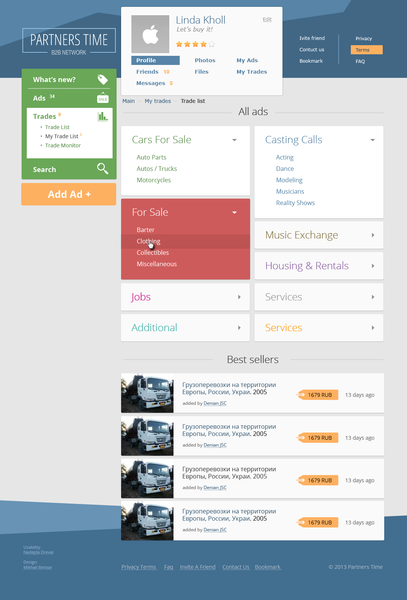 PARTNERS TIME
B2B NETWORK
Linda Kholl
Edit
Let's buy it!
Profile
Photos
My Ads
Friends 10
Files
My Trades
Messages 5
Invite friend
Contact us
Bookmark
Privacy
Terms
FAQ
What's new?
Ads 34
Trades 8
Trade List
My Trade List
Trade Monitor
Search
Add Ad +
Main
My trades
Trade list
All ads
Cars For Sale
Auto Parts
Autos / Trucks
Motorcycles
Casting Calls
Acting
Dance
Modeling
Musicians
Reality Shows
For Sale
Barter
Clothing
Collectibles
Miscellaneous
Music Exchange
Housing & Rentals
Jobs
Services
Additional
Services
Best sellers
Грузоперевозки на территории
Европы, России, Украи. 2005
added by Denian JSC
1679 RUB
13 days ago
Грузоперевозки на территории
Европы, России, Украи. 2005
added by Denian JSC
1679 RUB
13 days ago
Грузоперевозки на территории
Европы, России, Украи. 2005
added by Denian JSC
1679 RUB
13 days ago
Грузоперевозки на территории
Европы, России, Украи. 2005
added by Denian JSC
1679 RUB
13 days ago
Usability:
Design:
Privacy Terms
Faq
Invite A Friend
Contact Us
Bookmark
© 2013 Partners Time